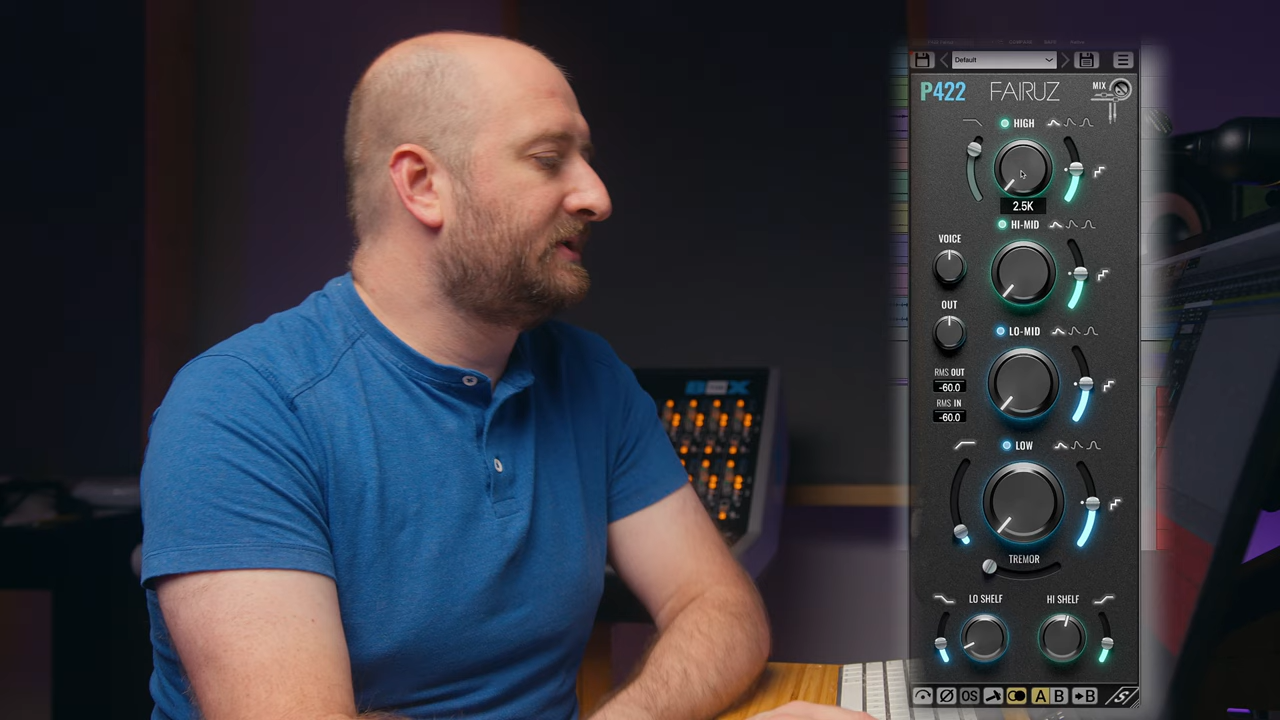 Default
P422 FAIRUZ MIX
HIGH
2.5K
HI-MID
VOICE
OUT
LO-MID
RMS OUT
-60.0
RMS IN
-60.0
LOW
TREMOR
LO SHELF HI SHELF
OS A B B